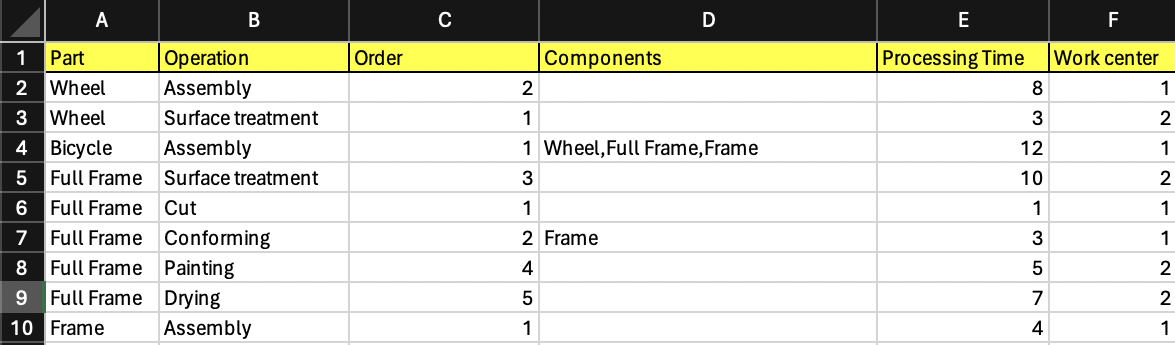 A B C D E F
1 Part Operation Order Components Processing Time Work center
2 Wheel Assembly 2 8 1
3 Wheel Surface treatment 1 3 2
4 Bicycle Assembly 1 Wheel,Full Frame,Frame 12 1
5 Full Frame Surface treatment 3 10 2
6 Full Frame Cut 1 1 1
7 Full Frame Conforming 2 Frame 3 1
8 Full Frame Painting 4 5 2
9 Full Frame Drying 5 7 2
10 Frame Assembly 1 4 1